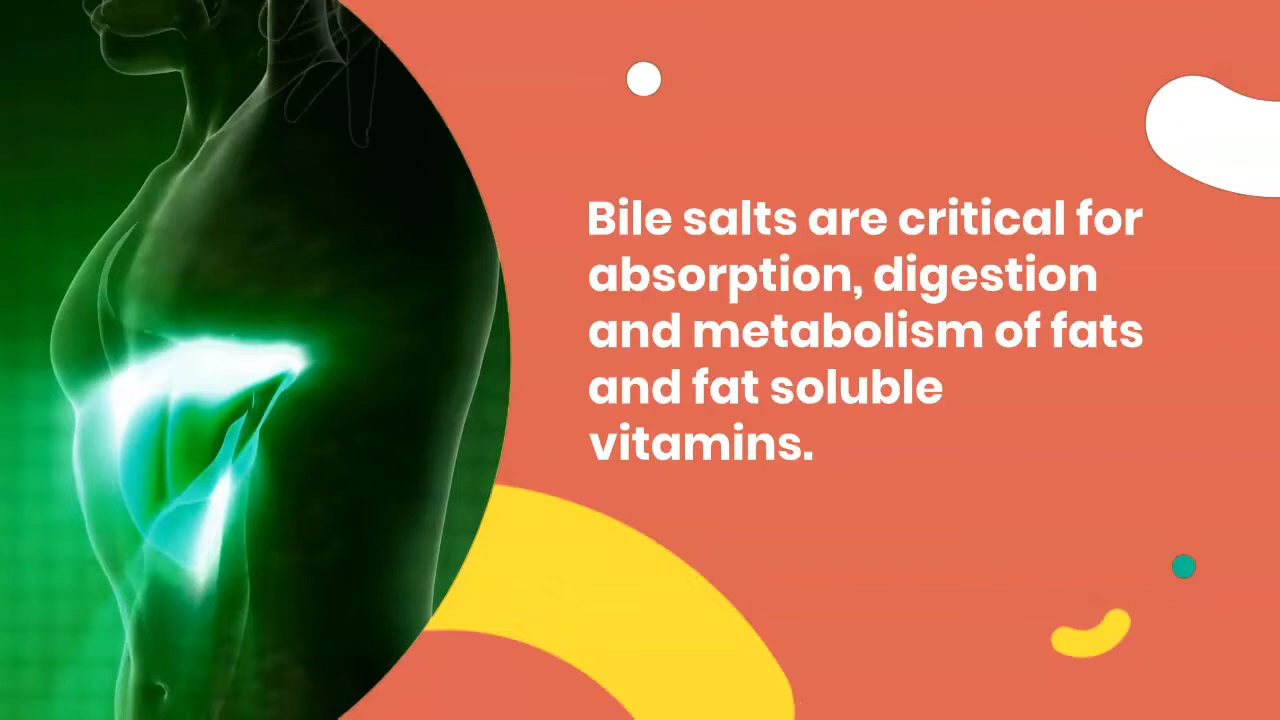 Bile salts are critical for
absorption, digestion
and metabolism of fats
and fat soluble
vitamins.